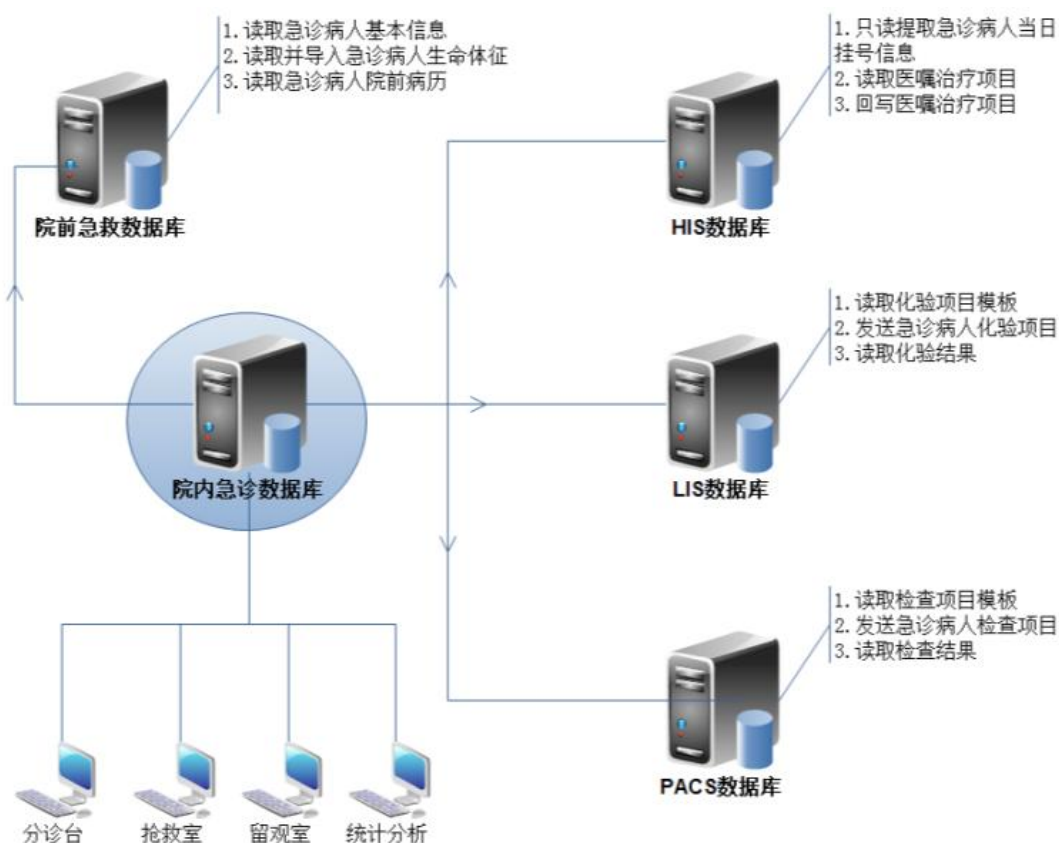 1. 读取急诊病人基本信息
2. 读取并导入急诊病人生命体征
3. 读取急诊病人院前病历
院前急救数据库
1. 只读提取急诊病人当日
挂号信息
2. 读取医嘱治疗项目
3. 回写医嘱治疗项目
HIS数据库
1. 读取化验项目模板
2. 发送急诊病人化验项目
3. 读取化验结果
LIS数据库
院内急诊数据库
1. 读取检查项目模板
2. 发送急诊病人检查项目
3. 读取检查结果
PACS数据库
分诊台
抢救室
留观室
统计分析